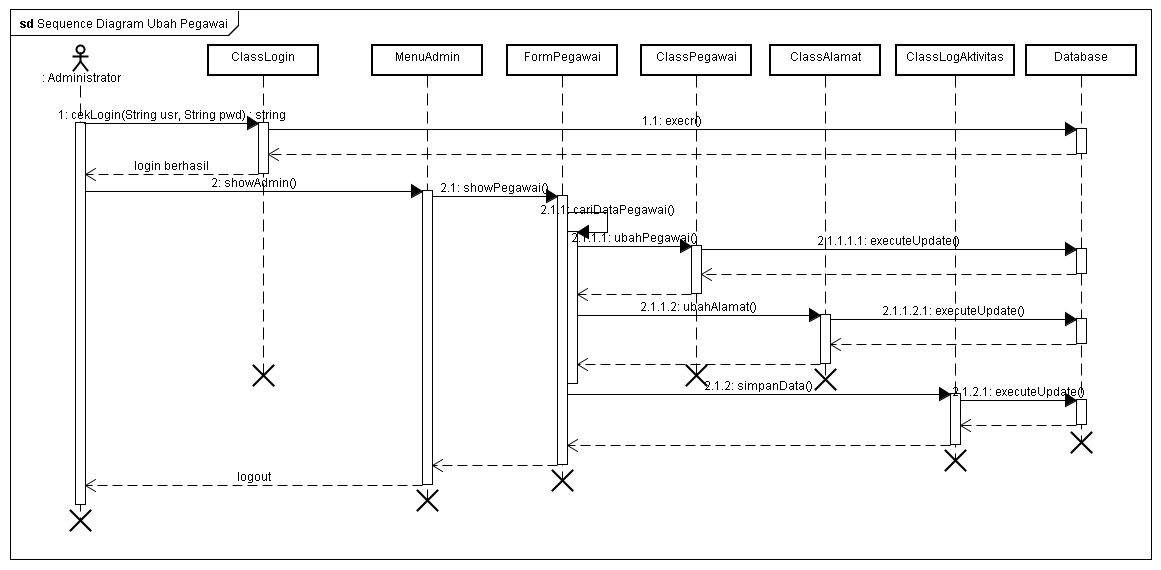 sd Sequence Diagram Ubah Pegawai
: Administrator
ClassLogin
MenuAdmin
FormPegawai
ClassPegawai
ClassAlamat
ClassLogAktivitas
Database
1: cekLogin(String usr, String pwd) : string
1.1: execr()
login berhasil
2: showAdmin()
2.1: showPegawai()
2.1.1: cariDataPegawai()
2.1.1.1: ubahPegawai()
2.1.1.1.1: executeUpdate()
2.1.1.2: ubahAlamat()
2.1.1.2.1: executeUpdate()
2.1.2: simpanData()
2.1.2.1: executeUpdate()
logout